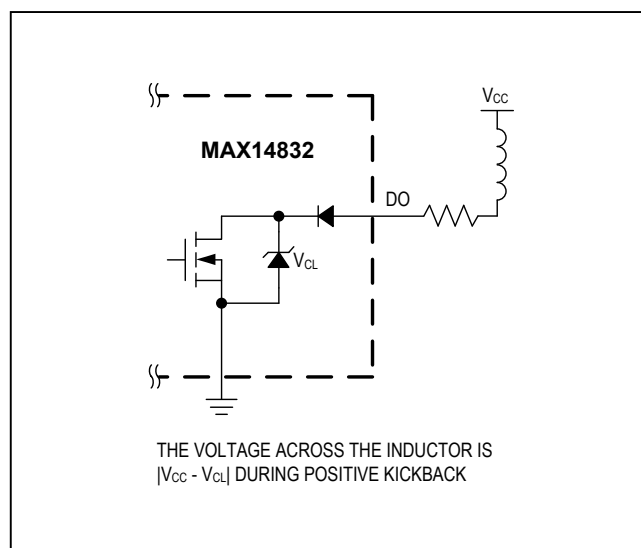 MAX14832
VCC
DO
VCL
THE VOLTAGE ACROSS THE INDUCTOR IS
|VCC - VCL| DURING POSITIVE KICKBACK